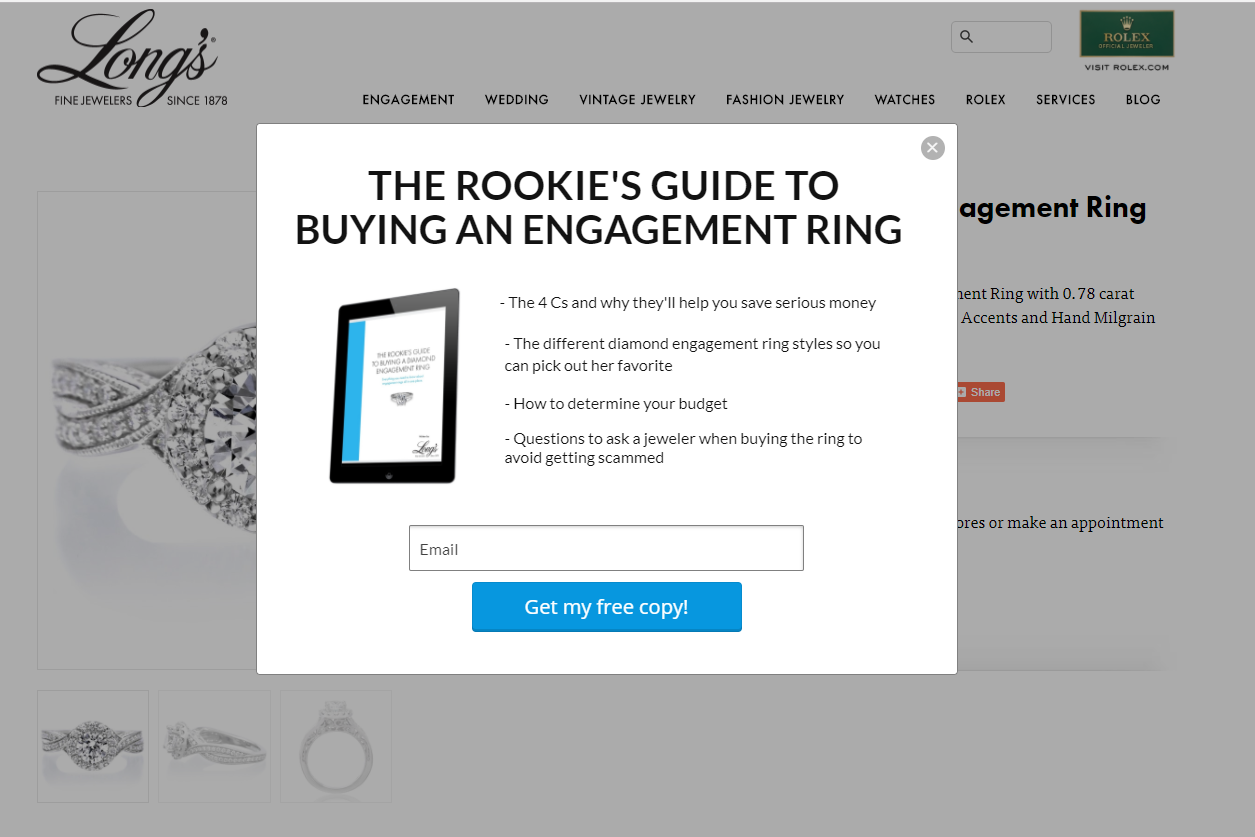 Long's®
FINE JEWELERS SINCE 1878
ROLEX
OFFICIAL JEWELER
VISIT ROLEX.COM
ENGAGEMENT WEDDING VINTAGE JEWELRY FASHION JEWELRY WATCHES ROLEX SERVICES BLOG
THE ROOKIE'S GUIDE TO
BUYING AN ENGAGEMENT RING
THE ROOKIE'S GUIDE
TO BUYING A DIAMOND
ENGAGEMENT RING
Long's
- The 4 Cs and why they'll help you save serious money
- The different diamond engagement ring styles so you
can pick out her favorite
- How to determine your budget
- Questions to ask a jeweler when buying the ring to
avoid getting scammed
Email
Get my free copy!
agement Ring
ent Ring with 0.78 carat
Accents and Hand Milgrain
Share
ores or make an appointment